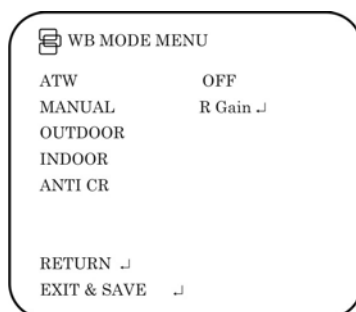 WB MODE MENU
ATW OFF
MANUAL R Gain ↵
OUTDOOR
INDOOR
ANTI CR
RETURN ↵
EXIT & SAVE ↵